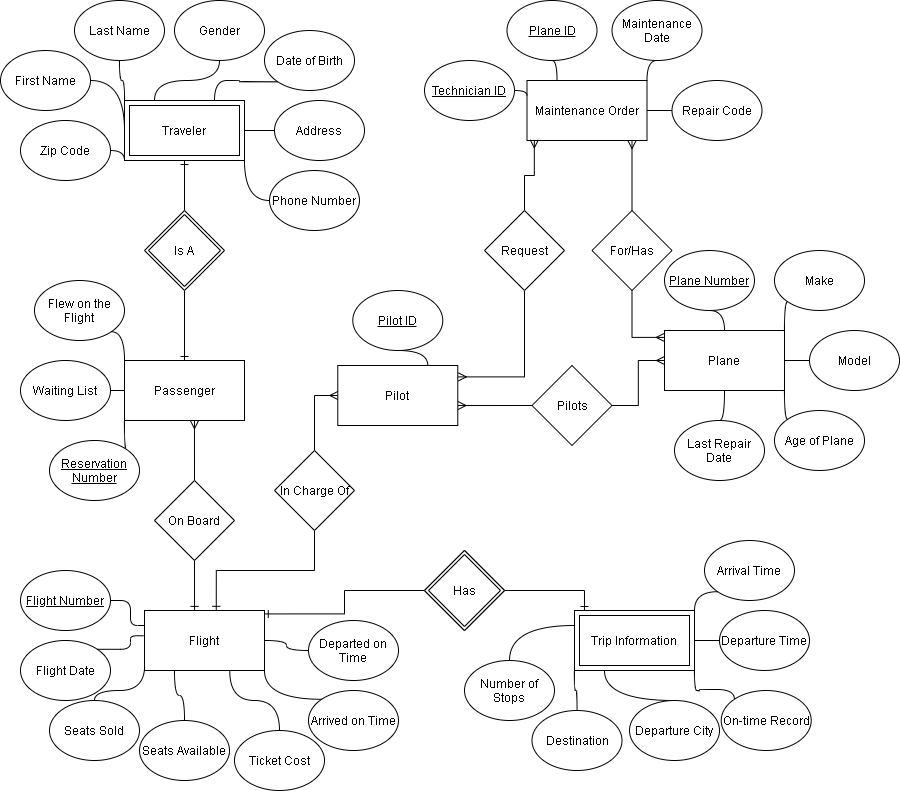 Last Name
Gender
Plane ID
Maintenance
Date
First Name
Date of Birth
Technician ID
Traveler
Address
Maintenance Order
Repair Code
Zip Code
Phone Number
Is A
Request
For/Has
Flew on the
Flight
Pilot ID
Plane Number
Make
Waiting List
Passenger
Pilot
Pilots
Plane
Model
Reservation
Number
Last Repair
Date
Age of Plane
On Board
In Charge Of
Flight Number
Has
Arrival Time
Flight
Departed on
Time
Trip Information
Departure Time
Flight Date
Number of
Stops
Seats Sold
Seats Available
Ticket Cost
Arrived on Time
Destination
Departure City
On-time Record